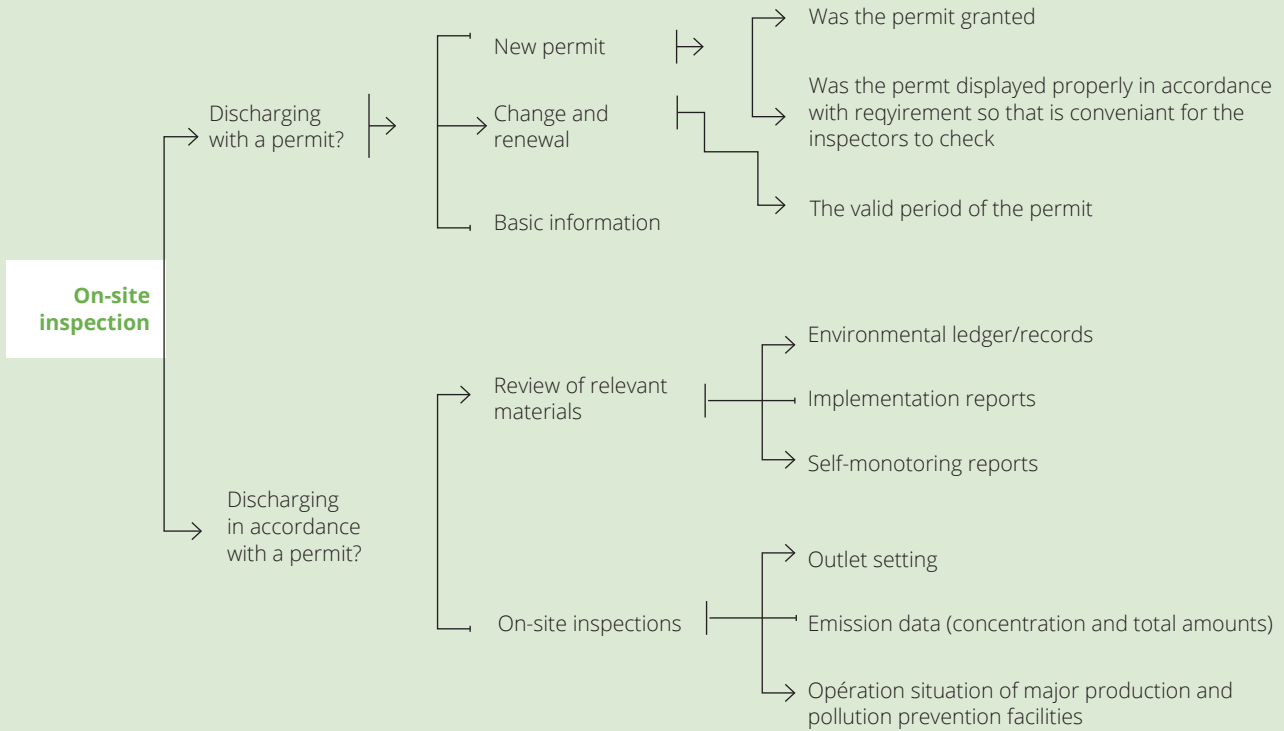 On-site
inspection
Discharging
with a permit?
New permit
Was the permit granted
Was the permt displayed properly in accordance
with reqyirement so that is conveniant for the
inspectors to check
Change and
renewal
The valid period of the permit
Basic information
Discharging
in accordance
with a permit?
Review of relevant
materials
Environmental ledger/records
Implementation reports
Self-monotoring reports
On-site inspections
Outlet setting
Emission data (concentration and total amounts)
Opération situation of major production and
pollution prevention facilities